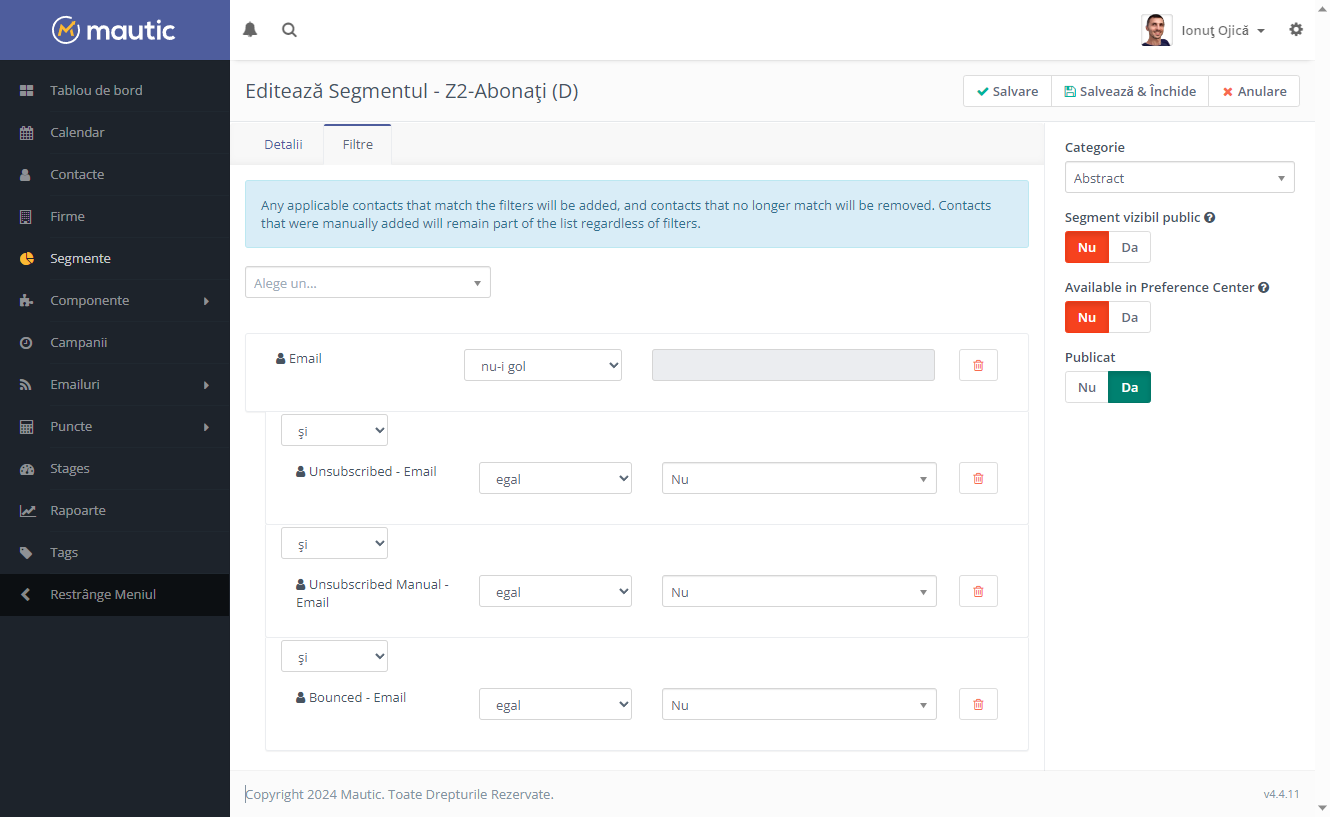 mautic
Ionuţ Ojică
Tablou de bord
Calendar
Contacte
Firme
Segmente
Componente
Campanii
Emailuri
Puncte
Stages
Rapoarte
Tags
Restrânge Meniul
Editează Segmentul - Z2-Abonaţi (D)
Salvare
Salvează & Închide
Anulare
Detalii
Filtre
Any applicable contacts that match the filters will be added, and contacts that no longer match will be removed. Contacts
that were manually added will remain part of the list regardless of filters.
Alege un...
Email
nu-i gol
şi
Unsubscribed - Email
egal
Nu
şi
Unsubscribed Manual -
Email
egal
Nu
şi
Bounced - Email
egal
Nu
Categorie
Abstract
Segment vizibil public
Nu
Da
Available in Preference Center
Nu
Da
Publicat
Nu
Da
Copyright 2024 Mautic. Toate Drepturile Rezervate.
v4.4.11